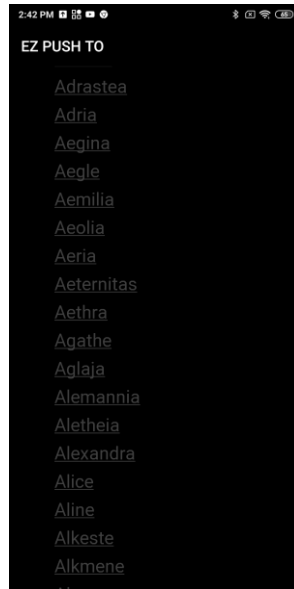 2:42 PM
45
EZ PUSH TO
Adrastea
Adria
Aegina
Aegle
Aemilia
Aeolia
Aeria
Aeternitas
Aethra
Agathe
Aglaja
Alemannia
Aletheia
Alexandra
Alice
Aline
Alkeste
Alkmene